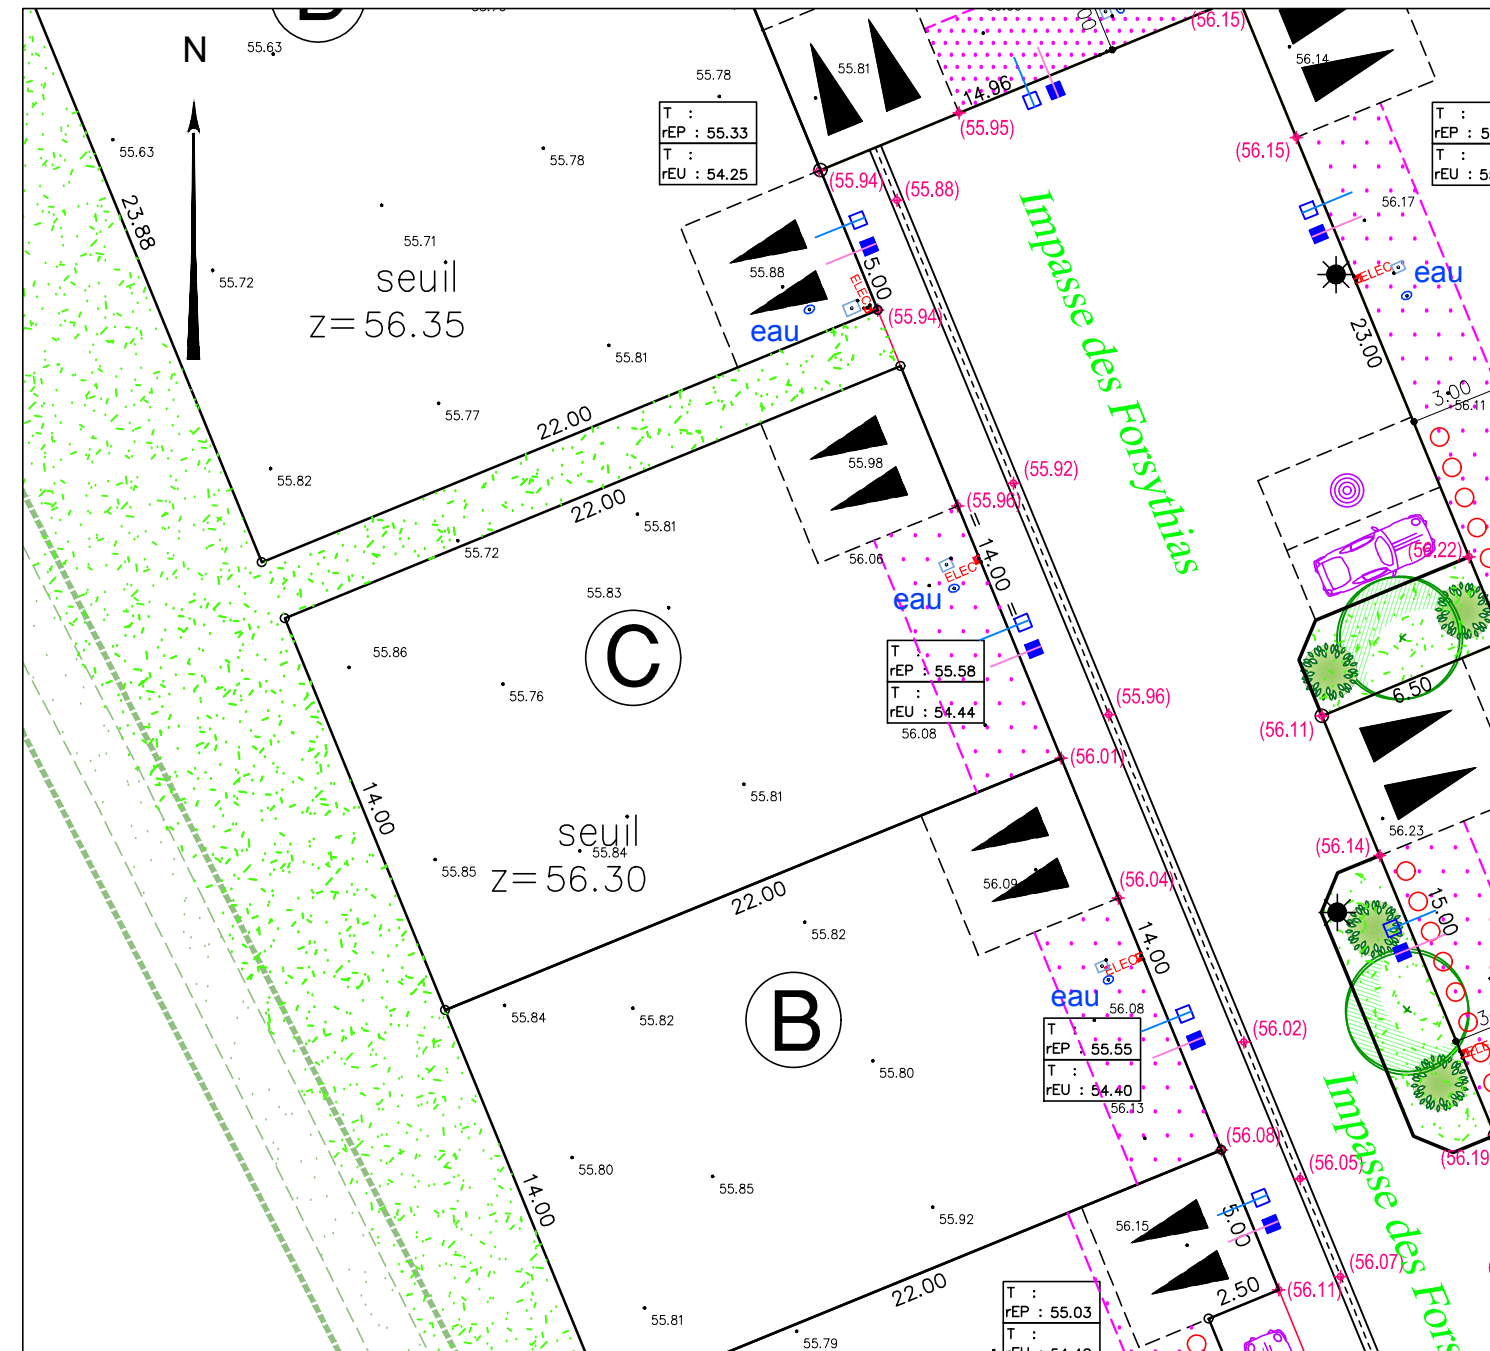 N
55.63
55.63
23.88
55.72
55.71
55.78
55.78
55.81
seuil
z=56.35
55.77
55.81
55.82
22.00
T :
rEP : 55.33
T :
rEU : 54.25
55.88
eau
ELEC
5.00
(55.94)
(55.88)
(55.94)
14.96
(55.95)
(56.15)
56.14
(56.15)
56.17
ELEC
eau
23.00
3.00
56.11
Impasse des Forsythias
22.00
55.72
55.81
55.98
(55.96)
(55.92)
56.06
ELEC
eau
= 14.00 =
55.83
C
55.86
55.76
T :
rEP : 55.58
T :
rEU : 54.44
56.08
(55.96)
(56.01)
55.81
14.00
seuil
55.84
z=56.30
55.85
(56.22)
(56.11)
6.50
56.23
(56.14)
15.00
22.00
56.09
(56.04)
14.00
55.82
55.84
55.82
B
55.80
ELEC
eau
56.08
T
rEP : 55.55
T :
rEU : 54.40
56.13
(56.02)
(56.08)
(56.05)
(56.19
55.80
55.85
55.92
14.00
56.15
5.00
(56.07)
(56.11)
2.50
22.00
55.81
55.79
T :
rEP : 55.03
T :
Impasse des Fors